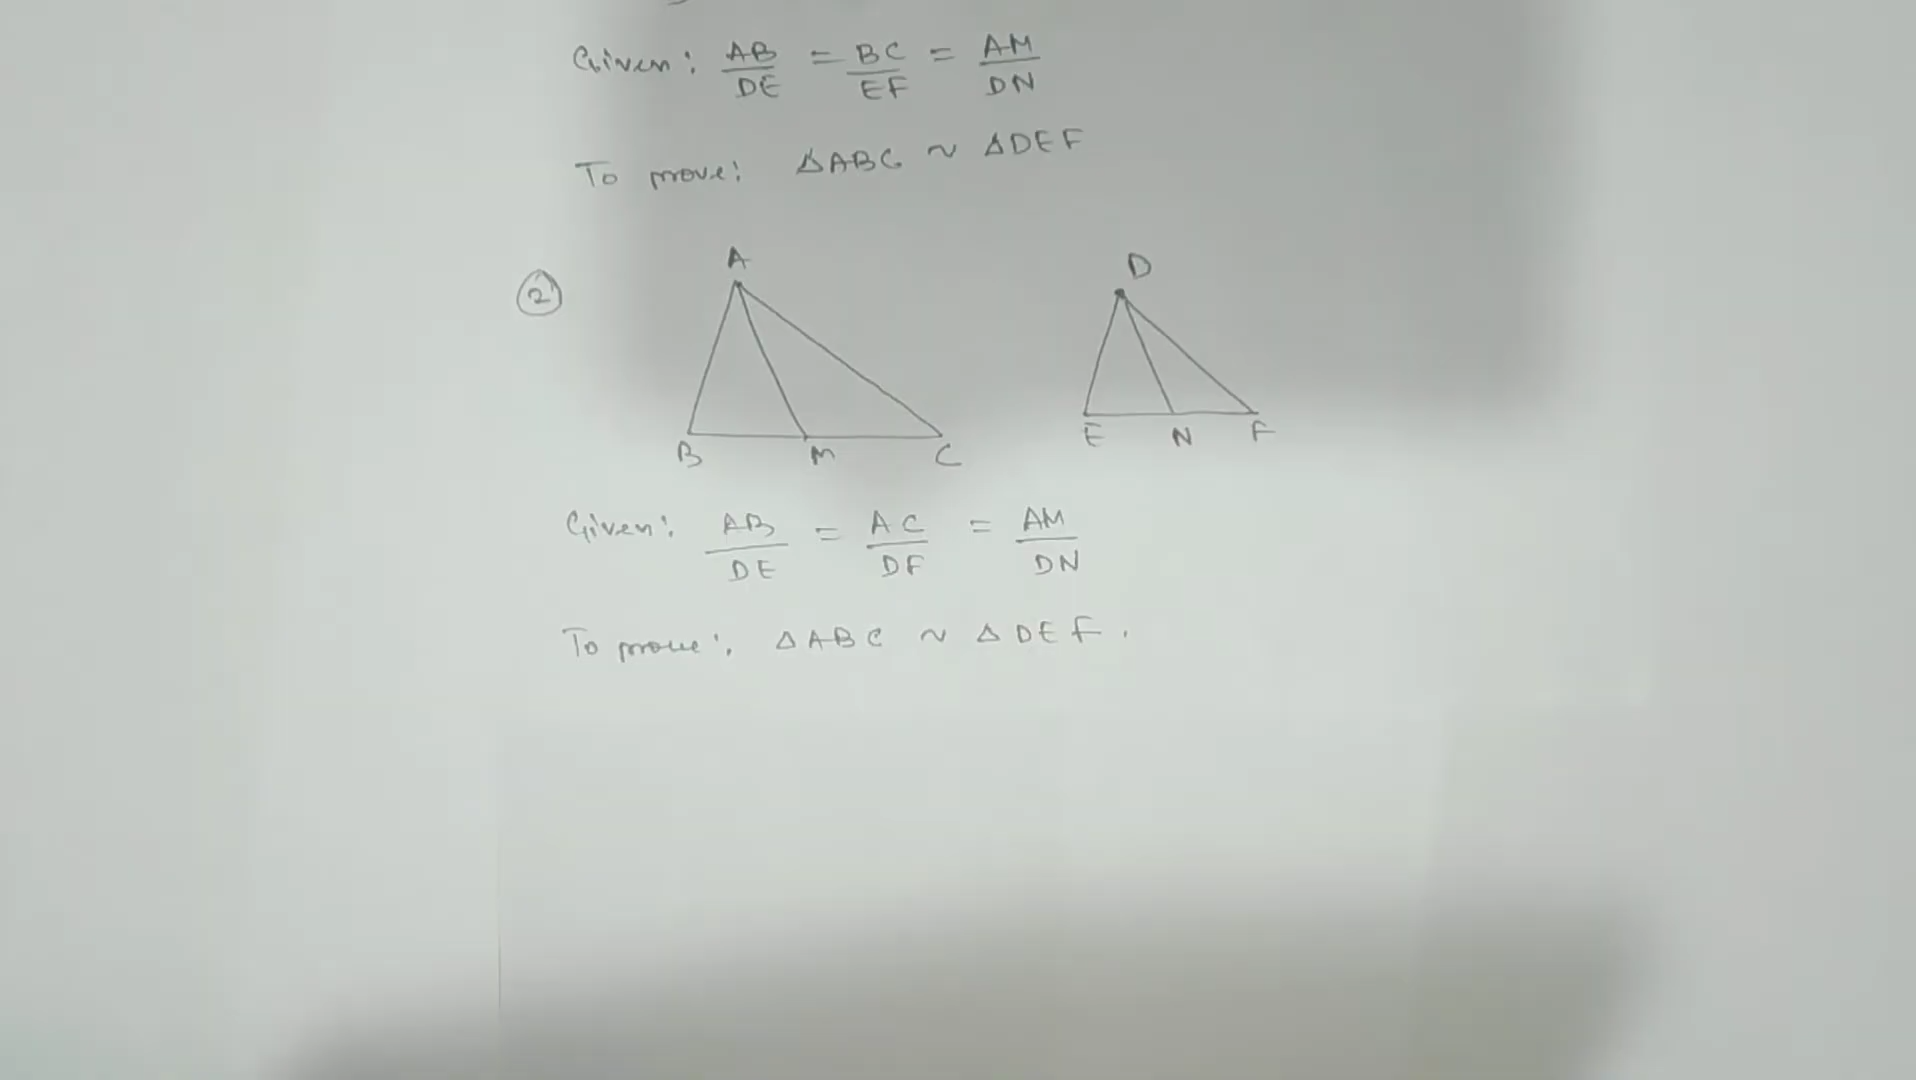 Given: AB/DE = BC/EF = AM/DN
To prove: ΔABC ~ ΔDEF
2
A D
B M C E N F
Given: AB/DE = AC/DF = AM/DN
To prove: ΔABC ~ ΔDEF.